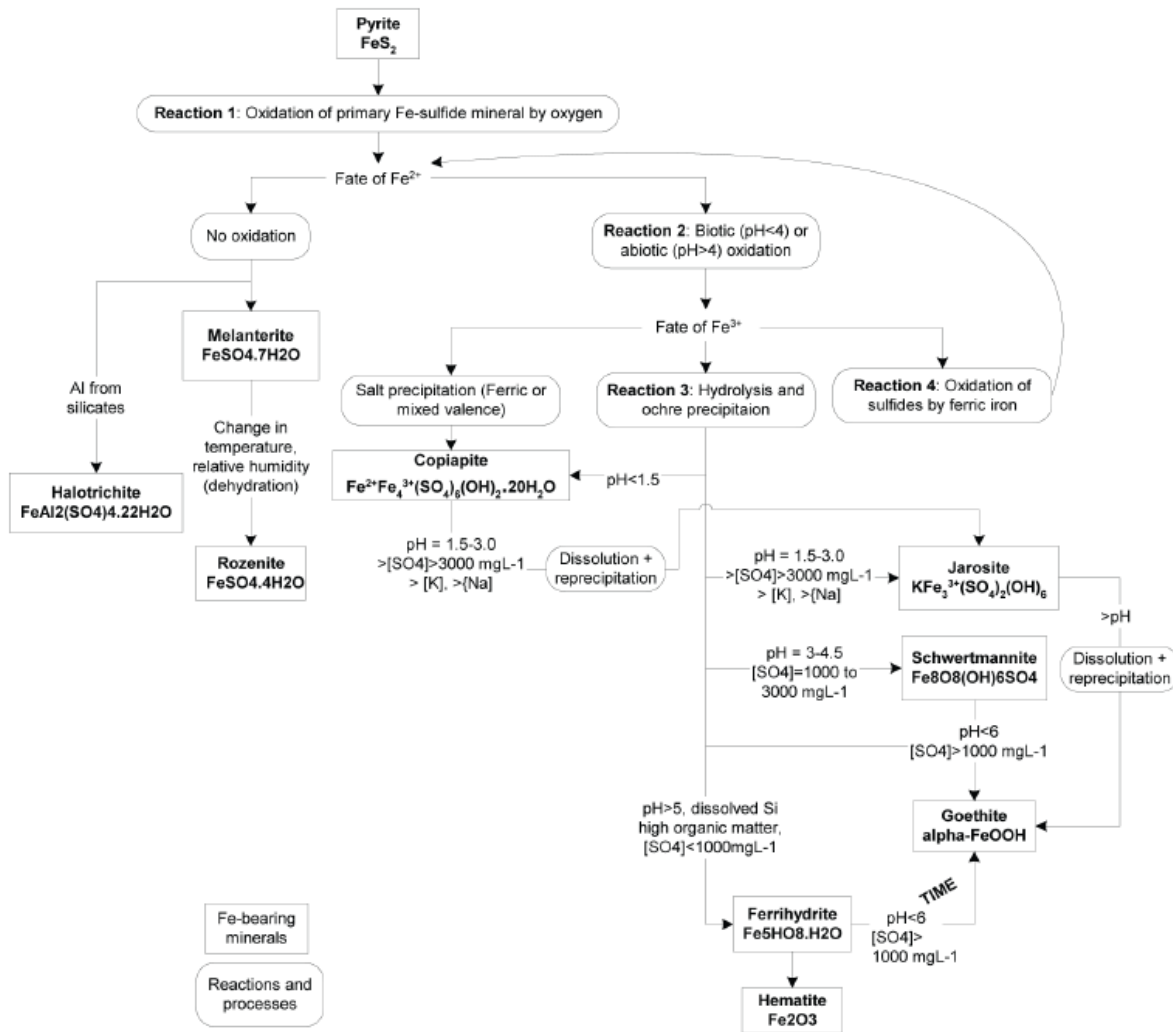 Pyrite
FeS₂
Reaction 1: Oxidation of primary Fe-sulfide mineral by oxygen
Fate of Fe²⁺
No oxidation
Reaction 2: Biotic (pH<4) or
abiotic (pH>4) oxidation
Melanterite
FeSO4.7H2O
Fate of Fe³⁺
Al from
silicates
Salt precipitation (Ferric or
mixed valence)
Reaction 3: Hydrolysis and
ochre precipitaion
Reaction 4: Oxidation of
sulfides by ferric iron
Change in
temperature,
relative humidity
(dehydration)
Halotrichite
FeAl2(SO4)4.22H2O
Copiapite
Fe²⁺Fe₄³⁺(SO₄)₆(OH)₂.20H₂O
pH<1.5
Rozenite
FeSO4.4H2O
pH = 1.5-3.0
>[SO4]>3000 mgL-1
> [K], >{Na]
Dissolution +
reprecipitation
pH = 1.5-3.0
>[SO4]>3000 mgL-1
> [K], >{Na]
Jarosite
KFe₃³⁺(SO₄)₂(OH)₆
>pH
pH = 3-4.5
[SO4]=1000 to
3000 mgL-1
Schwertmannite
Fe8O8(OH)6SO4
Dissolution +
reprecipitation
pH<6
[SO4]>1000 mgL-1
pH>5, dissolved Si
high organic matter,
[SO4]<1000mgL-1
Goethite
alpha-FeOOH
TIME
Ferrihydrite
Fe5HO8.H2O
pH<6
[SO4]>
1000 mgL-1
Hematite
Fe2O3
Fe-bearing
minerals
Reactions and
processes